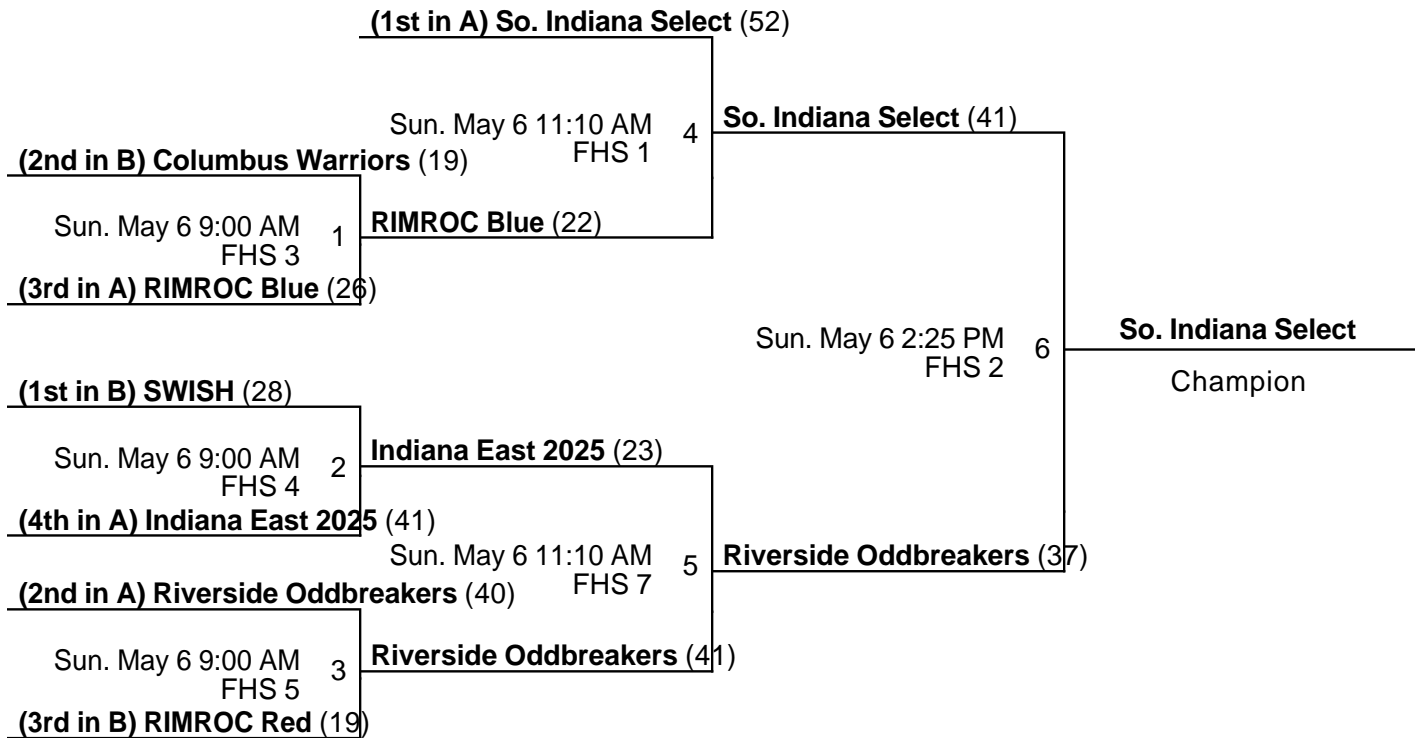 (1st in A) So. Indiana Select (52)
Sun. May 6 11:10 AM 4
FHS 1
So. Indiana Select (41)
(2nd in B) Columbus Warriors (19)
Sun. May 6 9:00 AM 1
FHS 3
RIMROC Blue (22)
(3rd in A) RIMROC Blue (26)
Sun. May 6 2:25 PM 6
FHS 2
So. Indiana Select
Champion
(1st in B) SWISH (28)
Sun. May 6 9:00 AM 2
FHS 4
Indiana East 2025 (23)
(4th in A) Indiana East 2025 (41)
Sun. May 6 11:10 AM 5
FHS 7
Riverside Oddbreakers (37)
(2nd in A) Riverside Oddbreakers (40)
Sun. May 6 9:00 AM 3
FHS 5
Riverside Oddbreakers (41)
(3rd in B) RIMROC Red (19)